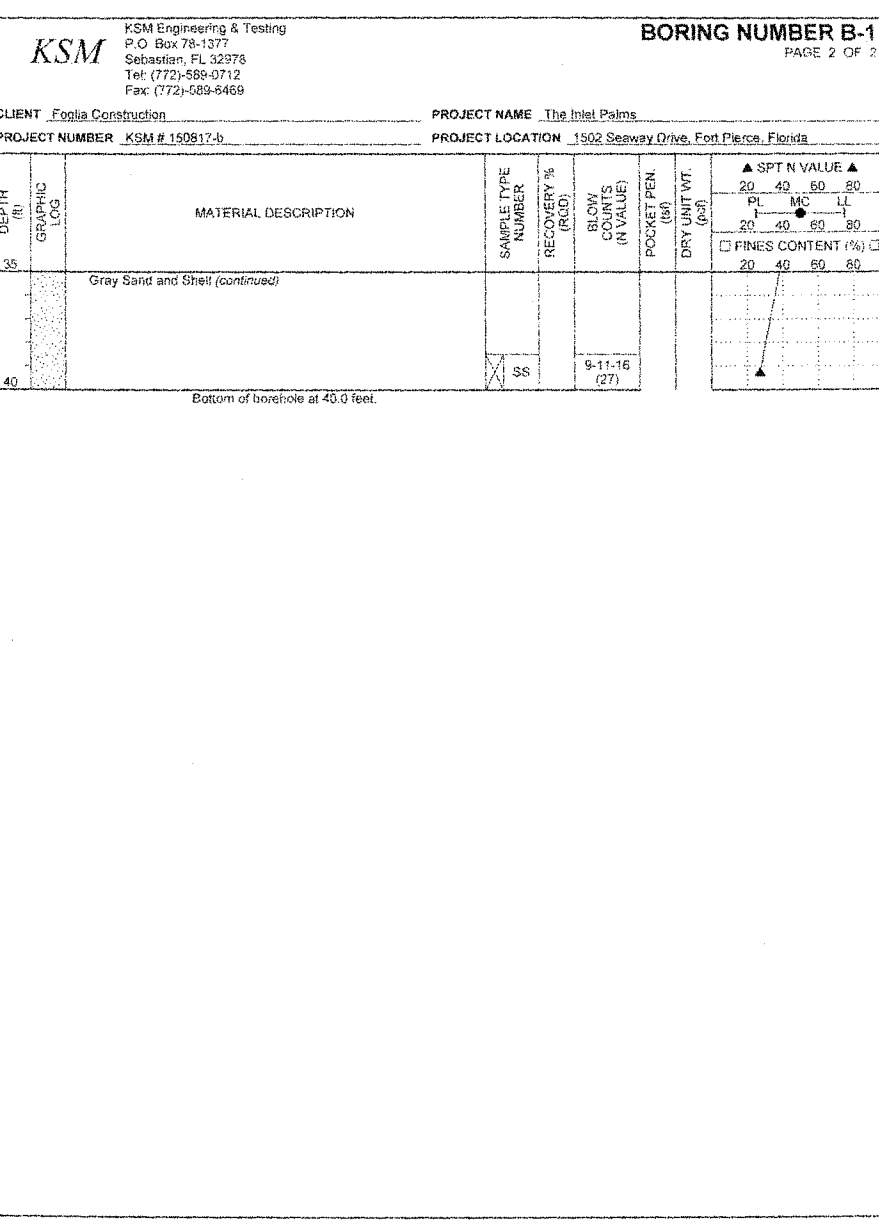 KSM
KSM Engineering & Testing
P.O. Box 78-1377
Sebastian, FL 32978
Tel: (772)-589-0712
Fax: (772)-589-6469
BORING NUMBER B-1
PAGE 2 OF 2
CLIENT Foglia Construction
PROJECT NAME The Inlet Palms
PROJECT NUMBER KSM # 150817-b
PROJECT LOCATION 1502 Seaway Drive, Fort Pierce, Florida
DEPTH
(ft)
GRAPHIC
LOG
MATERIAL DESCRIPTION
SAMPLE TYPE
NUMBER
RECOVERY %
(RQD)
BLOW
COUNTS
(N VALUE)
POCKET PEN.
(tsf)
DRY UNIT WT.
(pcf)
▲ SPT N VALUE ▲
20 40 60 80
PL MC LL
20 40 60 80
☐ FINES CONTENT (%) ☐
20 40 60 80
35
Gray Sand and Shell (continued)
SS
9-11-16
(27)
40
Bottom of borehole at 40.0 feet.